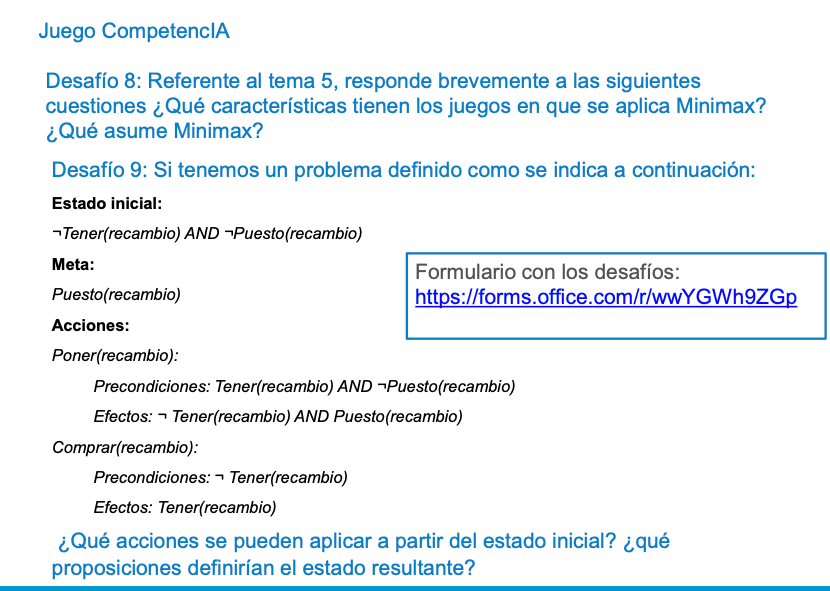 Juego CompetencIA
Desafío 8: Referente al tema 5, responde brevemente a las siguientes
cuestiones ¿Qué características tienen los juegos en que se aplica Minimax?
¿Qué asume Minimax?
Desafío 9: Si tenemos un problema definido como se indica a continuación:
Estado inicial:
¬Tener(recambio) AND ¬Puesto(recambio)
Meta:
Puesto(recambio)
Formulario con los desafíos:
https://forms.office.com/r/wwYGWh9ZGp
Acciones:
Poner(recambio):
Precondiciones: Tener(recambio) AND ¬Puesto(recambio)
Efectos: ¬ Tener(recambio) AND Puesto(recambio)
Comprar(recambio):
Precondiciones: ¬ Tener(recambio)
Efectos: Tener(recambio)
¿Qué acciones se pueden aplicar a partir del estado inicial? ¿qué
proposiciones definirían el estado resultante?